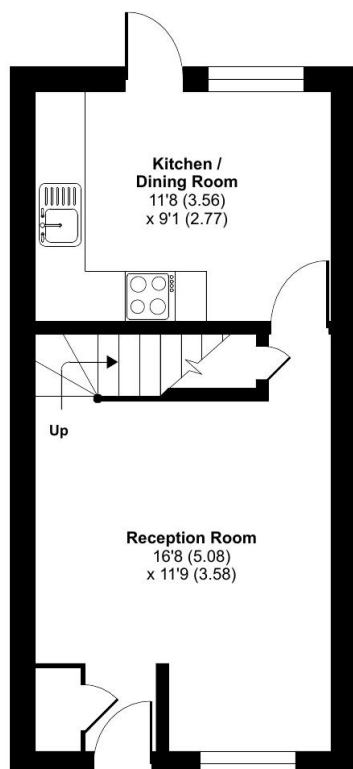 Kitchen /
Dining Room
11'8 (3.56)
x 9'1 (2.77)
Up
Reception Room
16'8 (5.08)
x 11'9 (3.58)